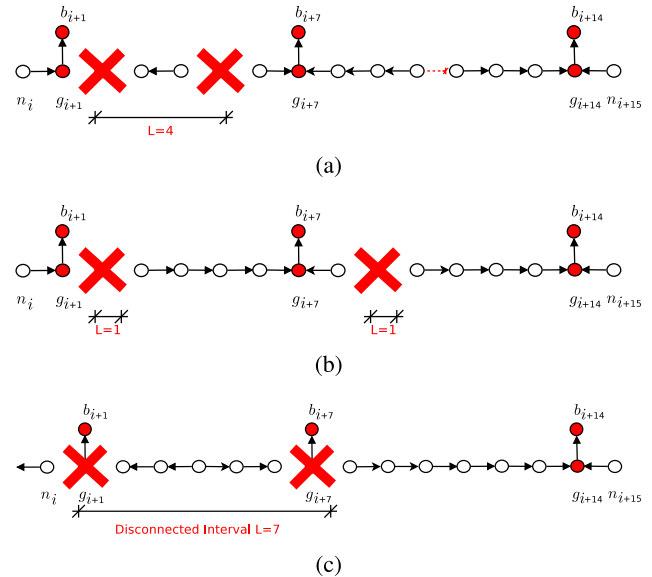 b_{i+1} b_{i+7} b_{i+14}
n_i g_{i+1} g_{i+7} g_{i+14} n_{i+15}
L=4
(a)
b_{i+1} b_{i+7} b_{i+14}
n_i g_{i+1} g_{i+7} g_{i+14} n_{i+15}
L=1 L=1
(b)
b_{i+1} b_{i+7} b_{i+14}
n_i g_{i+1} g_{i+7} g_{i+14} n_{i+15}
Disconnected Interval L=7
(c)